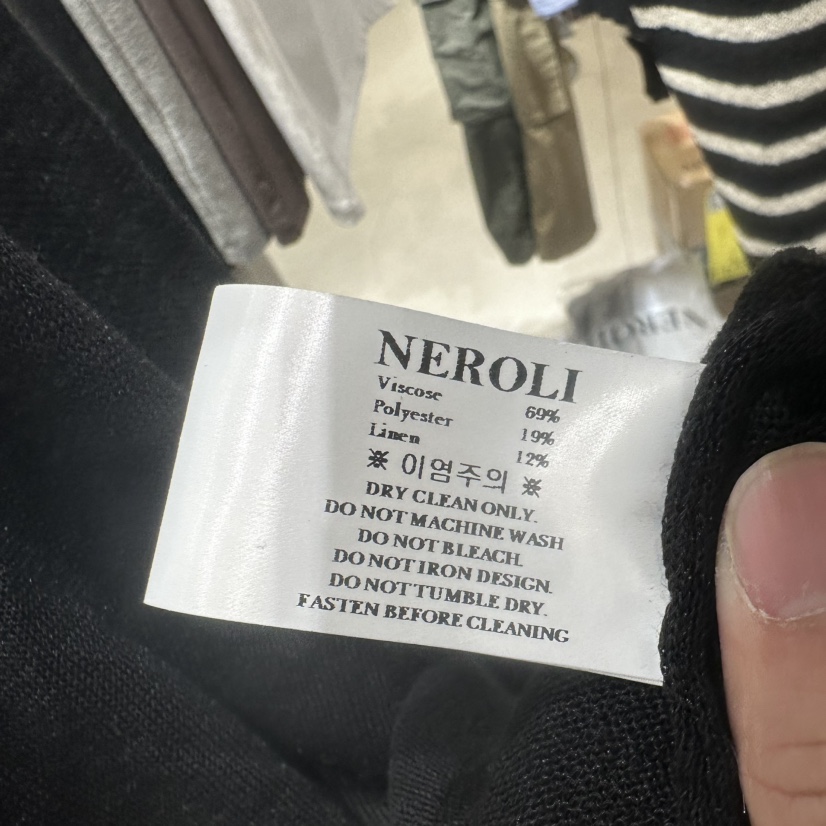 NEROLI
Viscose 69%
Polyester 19%
Linen 12%
※ 이염주의 ※
DRY CLEAN ONLY.
DO NOT MACHINE WASH
DO NOT BLEACH.
DO NOT IRON DESIGN.
DO NOT TUMBLE DRY.
FASTEN BEFORE CLEANING
NEROLI